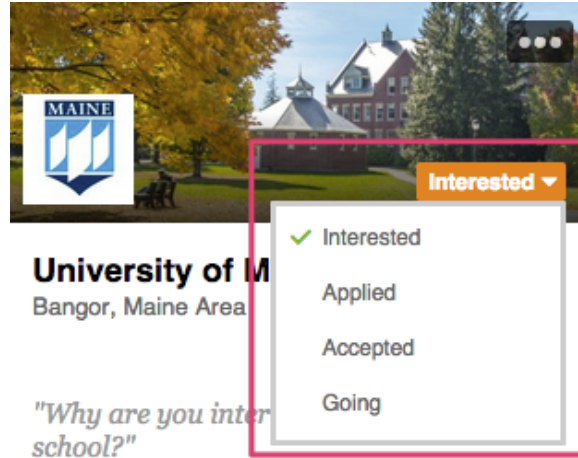 MAINE
Interested
Interested
University of M
Applied
Bangor, Maine Area
Accepted
Going
"Why are you inter
school?"